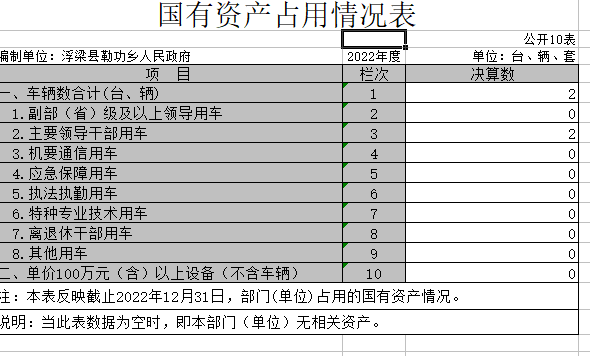 国有资产占用情况表
公开10表
编制单位：浮梁县勒功乡人民政府 2022年度 单位：台、辆、套
项 目 栏次 决算数
一、车辆数合计(台、辆) 1 2
1.副部（省）级及以上领导用车 2 0
2.主要领导干部用车 3 2
3.机要通信用车 4 0
4.应急保障用车 5 0
5.执法执勤用车 6 0
6.特种专业技术用车 7 0
7.离退休干部用车 8 0
8.其他用车 9 0
二、单价100万元（含）以上设备（不含车辆） 10 0
注：本表反映截止2022年12月31日，部门(单位)占用的国有资产情况。
说明：当此表数据为空时，即本部门（单位）无相关资产。